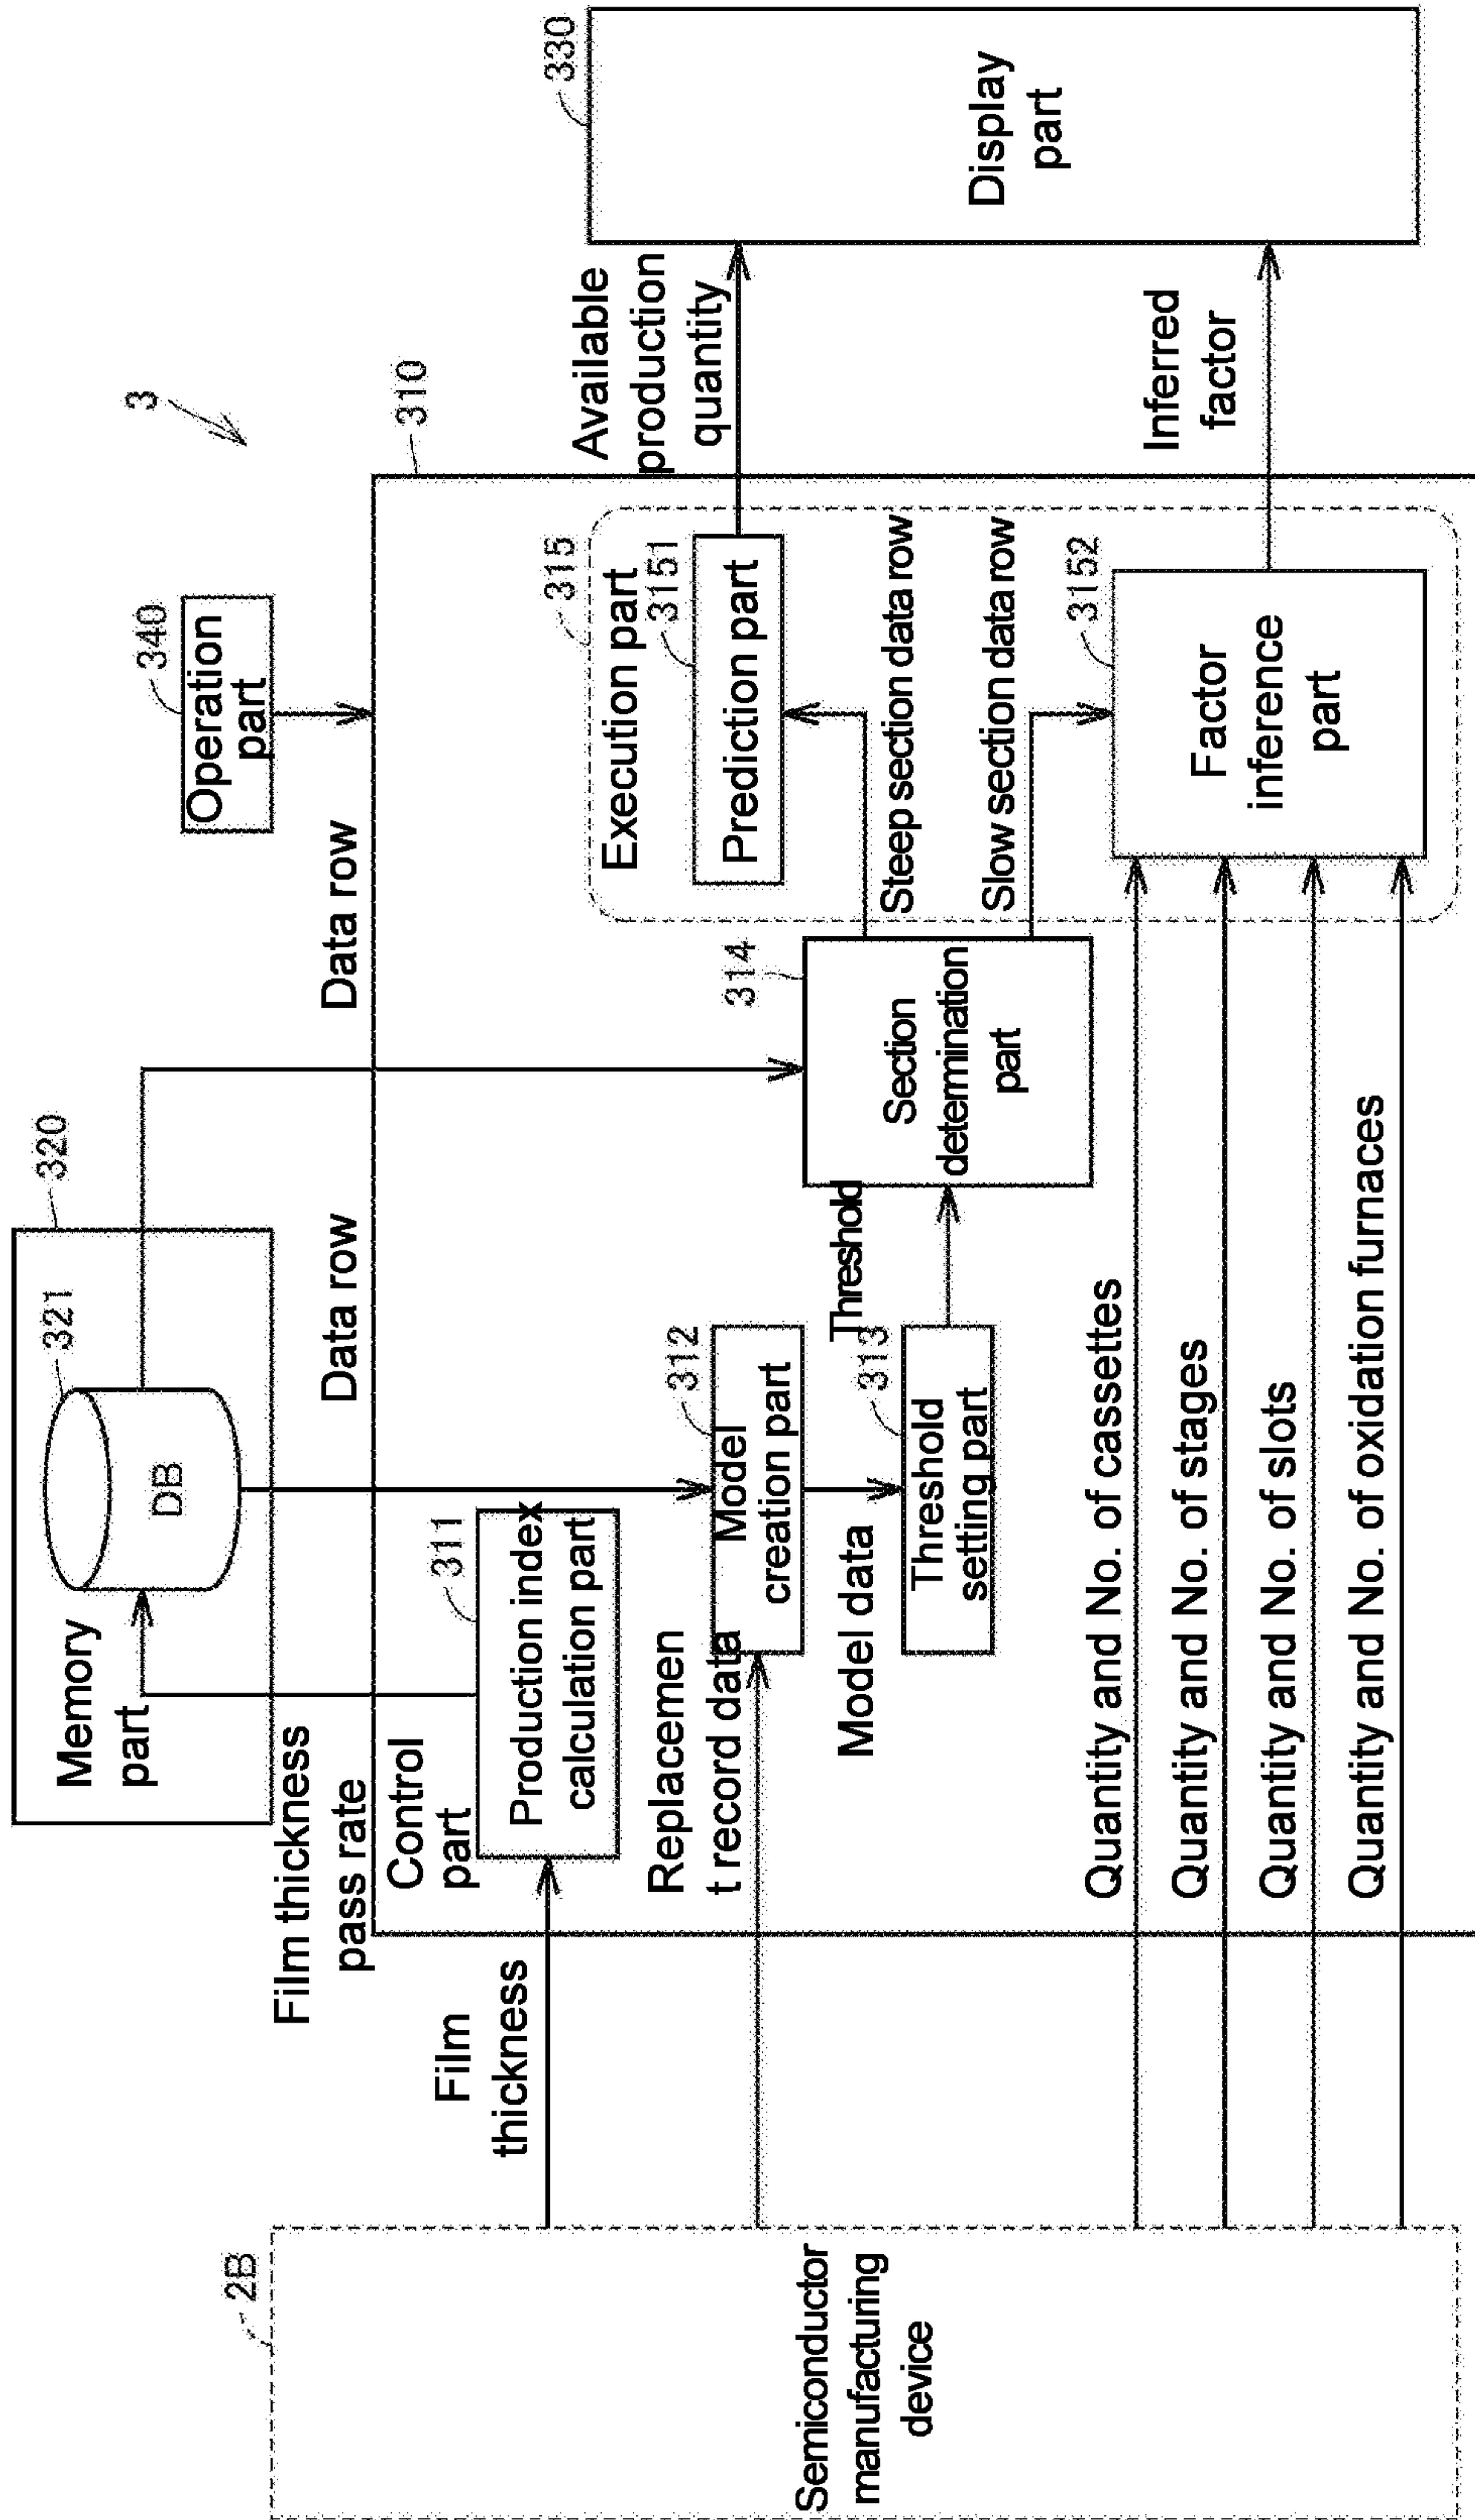 3
320
Memory
part
321
DB
340
Operation
part
Film thickness
pass rate
Data row
Data row
310
Control
part
2B
Semiconductor
manufacturing
device
Film
thickness
311
Production index
calculation part
Replacemen
t record data
312
Model
creation part
Model data
313
Threshold
setting part
Threshold
314
Section
determination
part
315
Execution part
3151
Prediction part
Steep section data row
Slow section data row
3152
Factor
inference
part
Quantity and No. of cassettes
Quantity and No. of stages
Quantity and No. of slots
Quantity and No. of oxidation furnaces
Available
production
quantity
Inferred
factor
330
Display
part